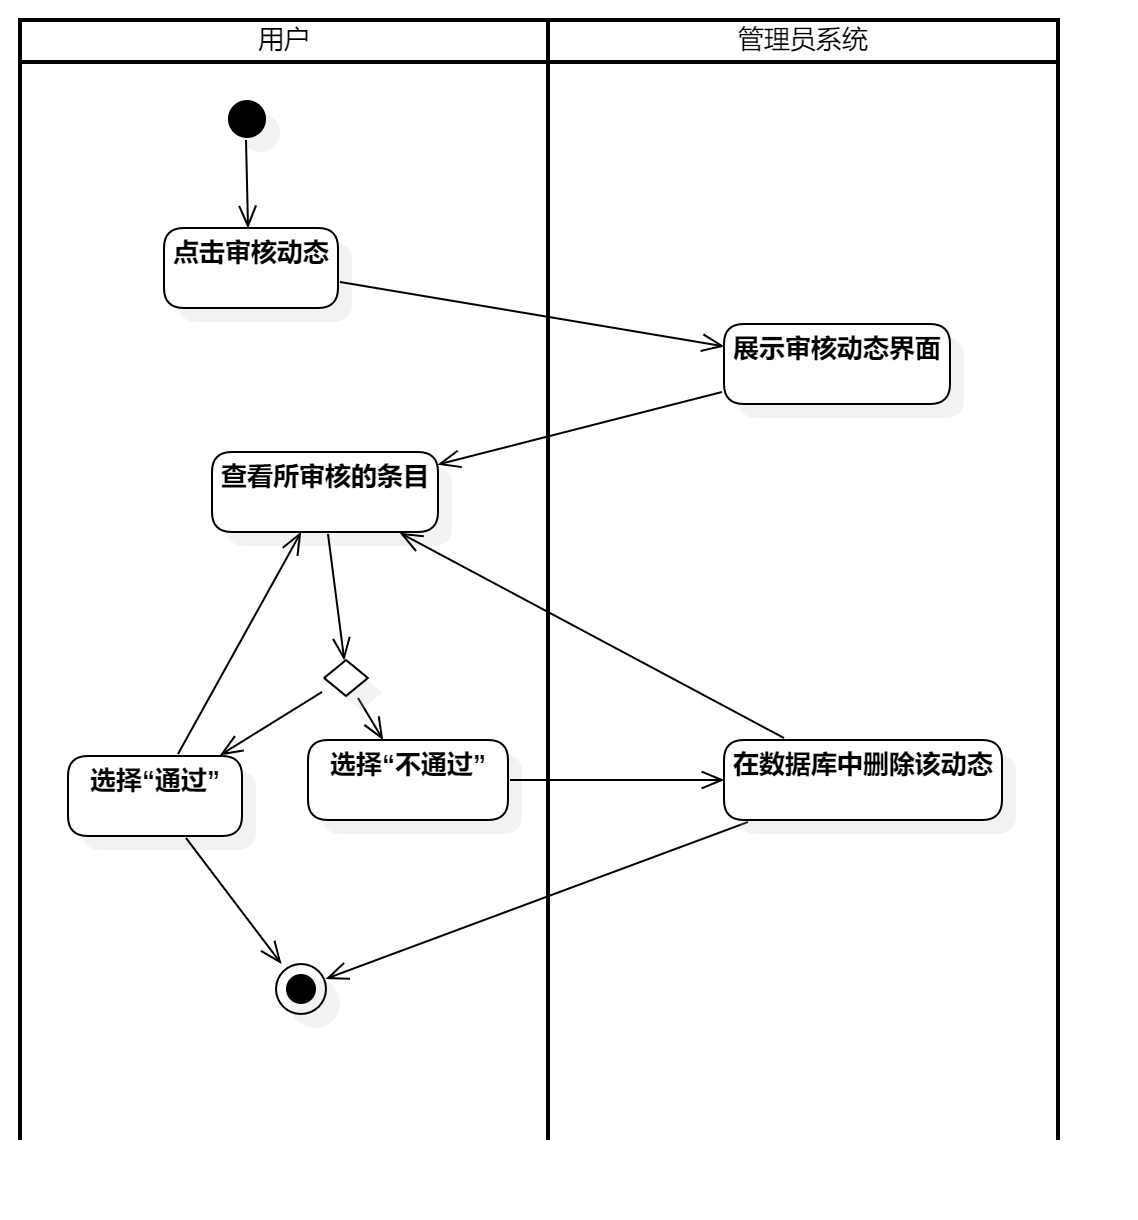 用户
管理员系统
点击审核动态
展示审核动态界面
查看所审核的条目
选择“通过”
选择“不通过”
在数据库中删除该动态